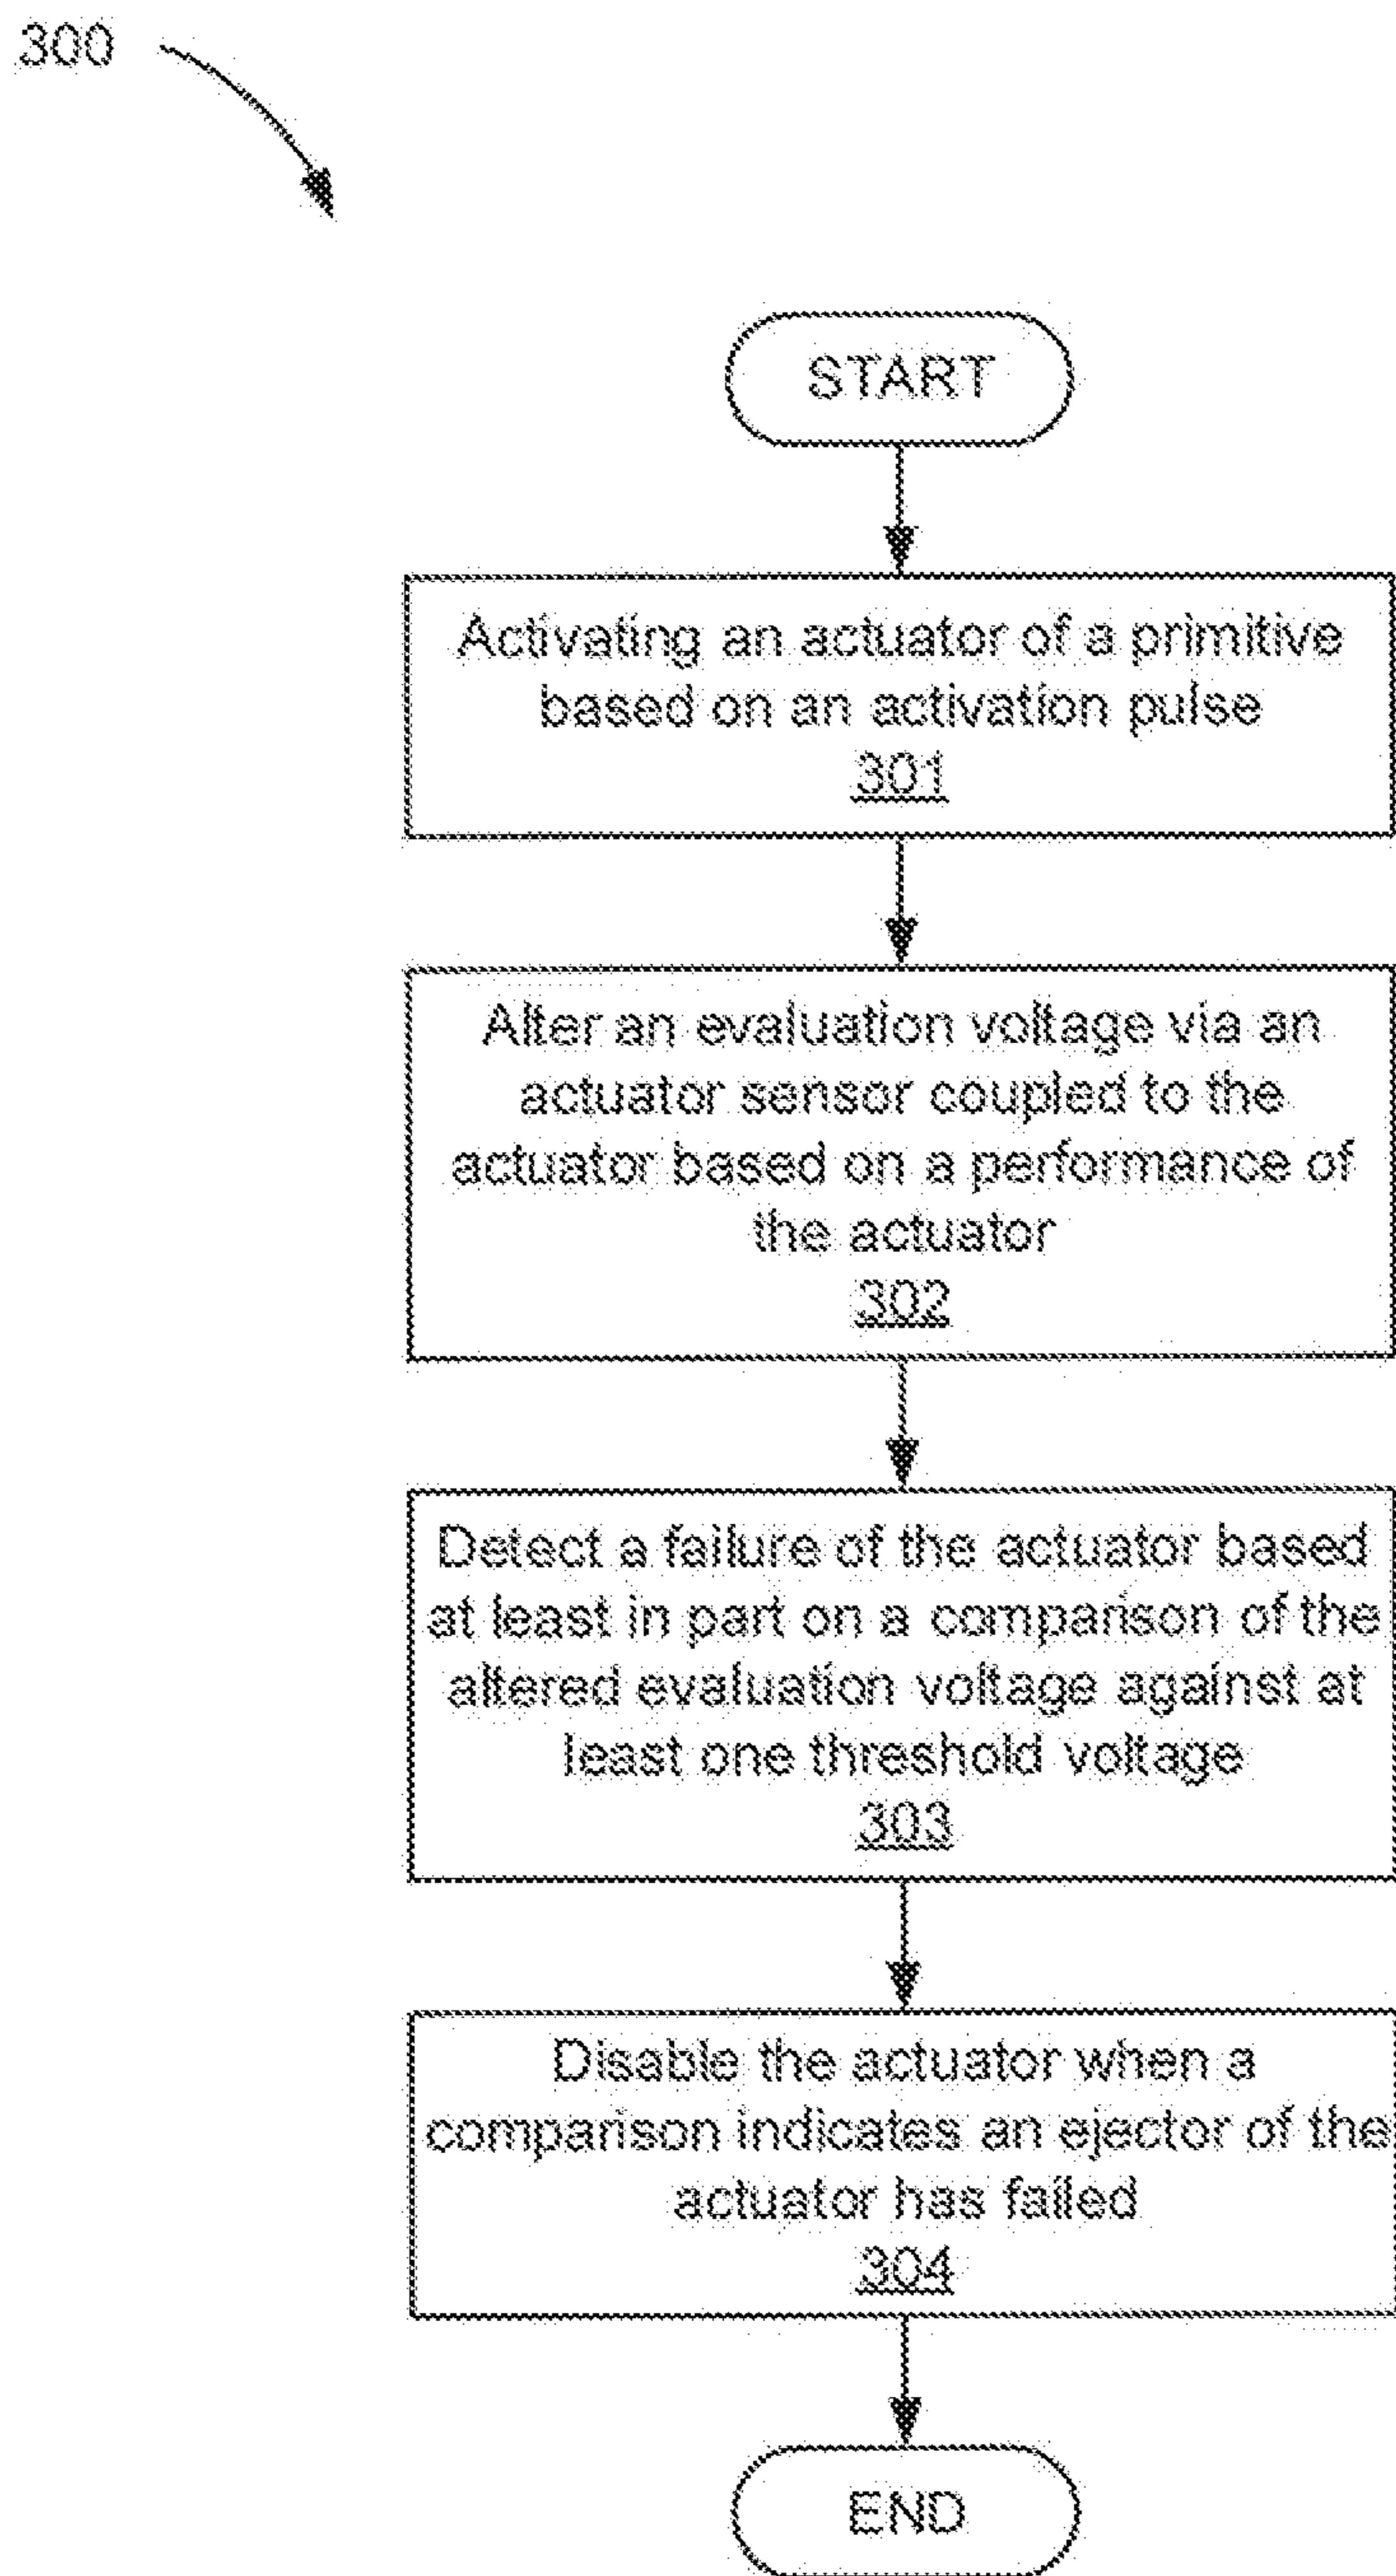 300
START
Activating an actuator of a primitive
based on an activation pulse
301
Alter an evaluation voltage via an
actuator sensor coupled to the
actuator based on a performance of
the actuator
302
Detect a failure of the actuator based
at least in part on a comparison of the
altered evaluation voltage against at
least one threshold voltage
303
Disable the actuator when a
comparison indicates an ejector of the
actuator has failed
304
END